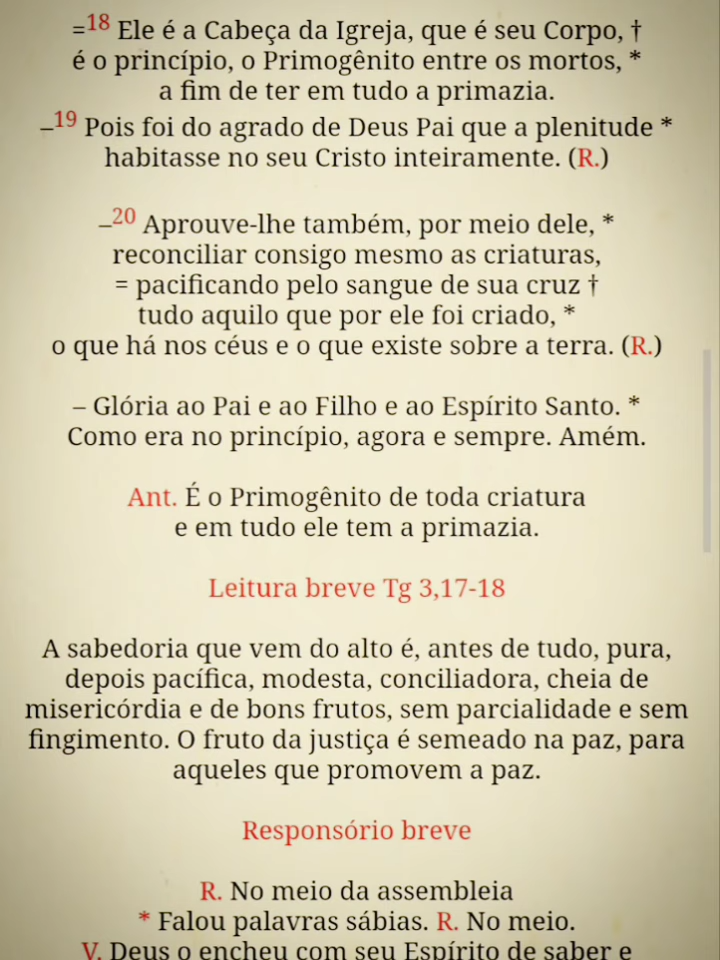 =18 Ele é a Cabeça da Igreja, que é seu Corpo, †
é o princípio, o Primogênito entre os mortos, *
a fim de ter em tudo a primazia.
–19 Pois foi do agrado de Deus Pai que a plenitude *
habitasse no seu Cristo inteiramente. (R.)
–20 Aprouve-lhe também, por meio dele, *
reconciliar consigo mesmo as criaturas,
= pacificando pelo sangue de sua cruz †
tudo aquilo que por ele foi criado, *
o que há nos céus e o que existe sobre a terra. (R.)
– Glória ao Pai e ao Filho e ao Espírito Santo. *
Como era no princípio, agora e sempre. Amém.
Ant. É o Primogênito de toda criatura
e em tudo ele tem a primazia.
Leitura breve Tg 3,17-18
A sabedoria que vem do alto é, antes de tudo, pura,
depois pacífica, modesta, conciliadora, cheia de
misericórdia e de bons frutos, sem parcialidade e sem
fingimento. O fruto da justiça é semeado na paz, para
aqueles que promovem a paz.
Responsório breve
R. No meio da assembleia
* Falou palavras sábias. R. No meio.
V. Deus o encheu com seu Espírito de saber e